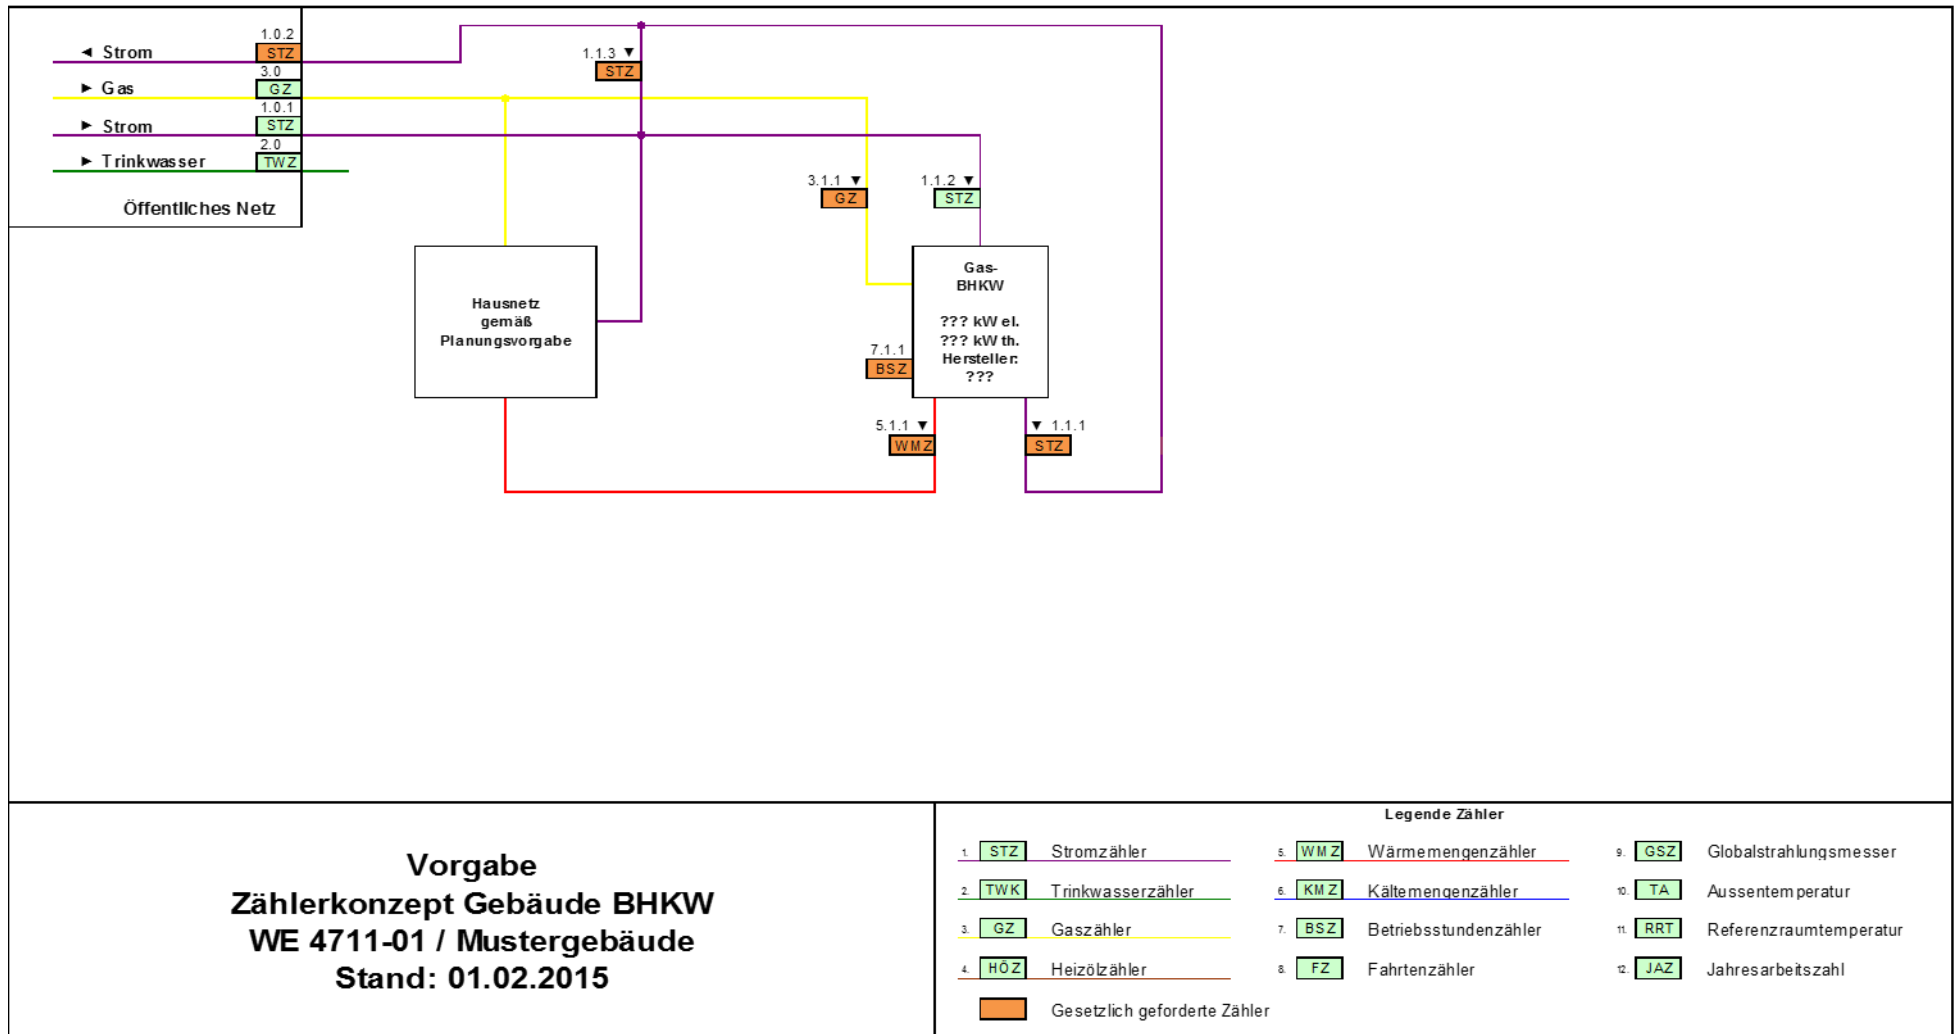 1.0.2
◄ Strom STZ
3.0
► Gas GZ
1.0.1
► Strom STZ
2.0
► Trinkwasser TWZ
Öffentliches Netz
1.1.3 ▼
STZ
3.1.1 ▼
GZ
1.1.2 ▼
STZ
Hausnetz
gemäß
Planungsvorgabe
Gas-
BHKW
??? kW el.
??? kW th.
Hersteller:
???
7.1.1
BSZ
5.1.1 ▼
WMZ
▼ 1.1.1
STZ
Vorgabe
Zählerkonzept Gebäude BHKW
WE 4711-01 / Mustergebäude
Stand: 01.02.2015
Legende Zähler
1. STZ Stromzähler
2. TWK Trinkwasserzähler
3. GZ Gaszähler
4. HÖZ Heizölzähler
Gesetzlich geforderte Zähler
5. WMZ Wärmemengenzähler
6. KMZ Kältemengenzähler
7. BSZ Betriebsstundenzähler
8. FZ Fahrtenzähler
9. GSZ Globalstrahlungsmesser
10. TA Aussentemperatur
11. RRT Referenzraumtemperatur
12. JAZ Jahresarbeitszahl